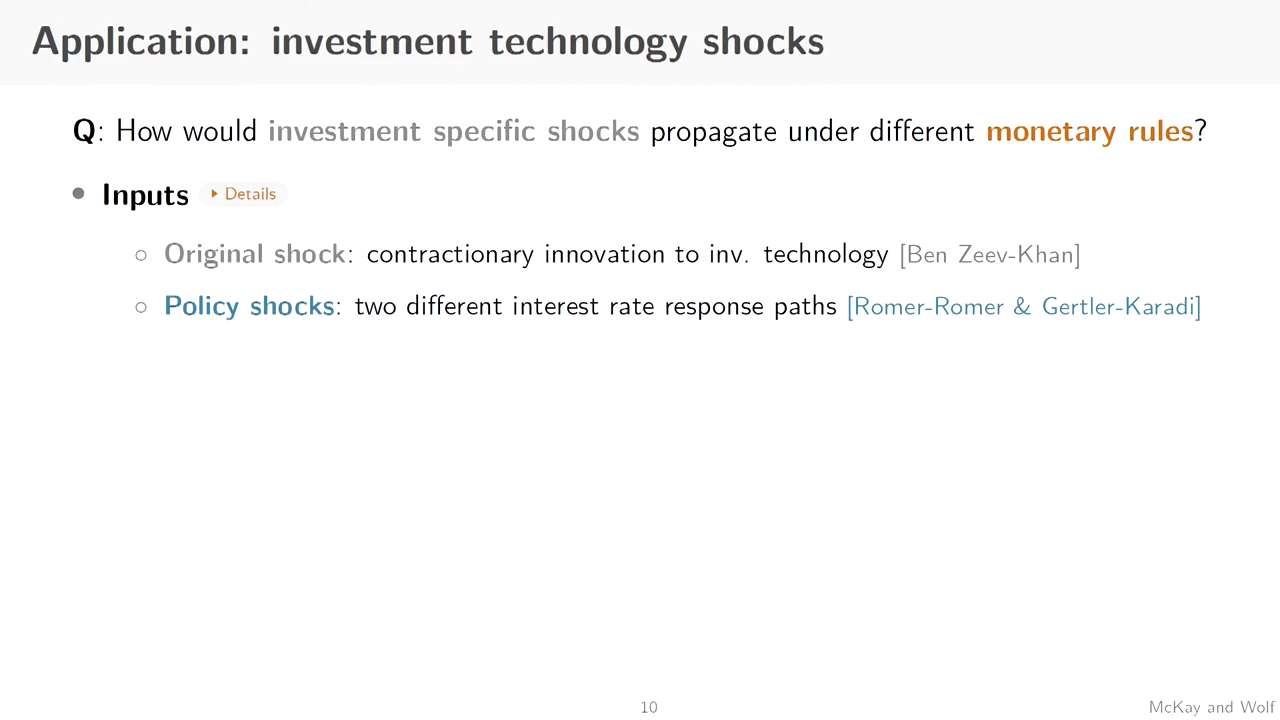 Application: investment technology shocks
Q: How would investment specific shocks propagate under different monetary rules?
• Inputs ▸ Details
○ Original shock: contractionary innovation to inv. technology [Ben Zeev-Khan]
○ Policy shocks: two different interest rate response paths [Romer-Romer & Gertler-Karadi]
10
McKay and Wolf